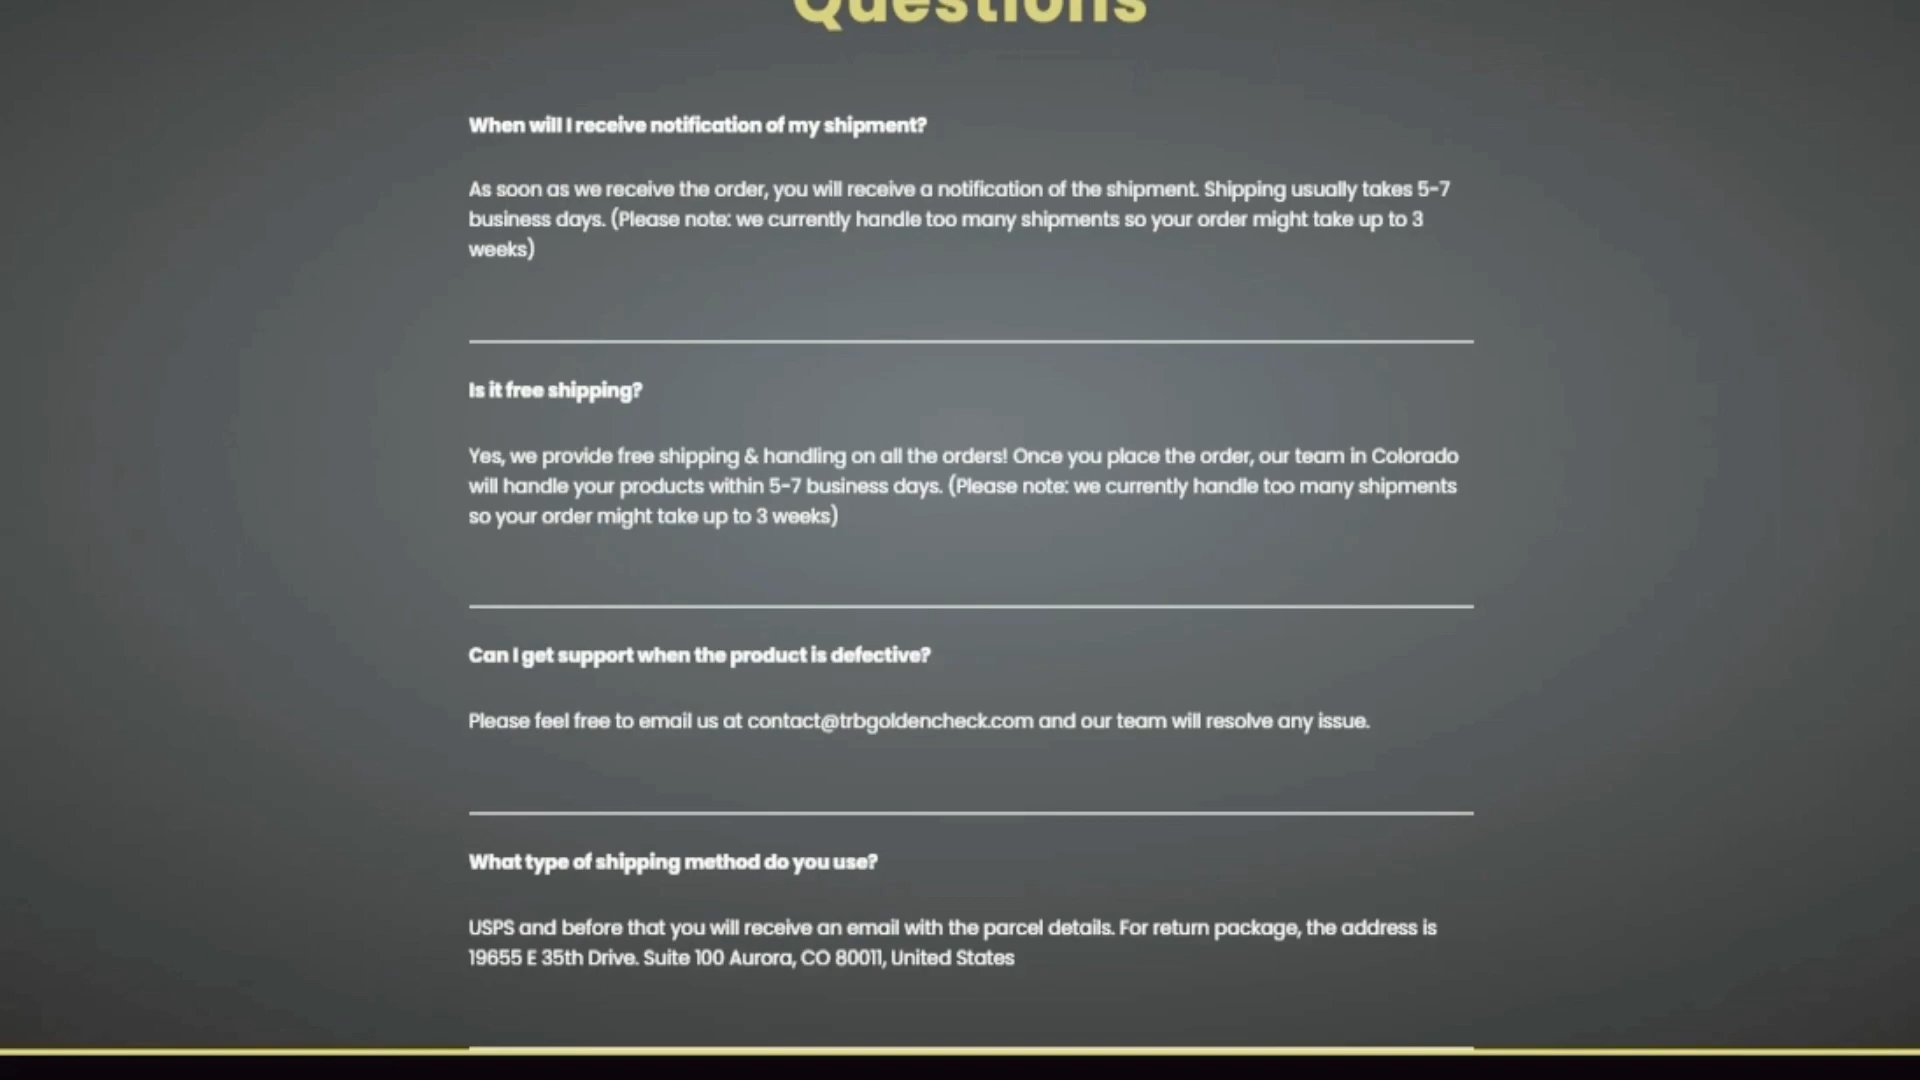 Questions
When will I receive notification of my shipment?
As soon as we receive the order, you will receive a notification of the shipment. Shipping usually takes 5-7
business days. (Please note: we currently handle too many shipments so your order might take up to 3
weeks)
Is it free shipping?
Yes, we provide free shipping & handling on all the orders! Once you place the order, our team in Colorado
will handle your products within 5-7 business days. (Please note: we currently handle too many shipments
so your order might take up to 3 weeks)
Can I get support when the product is defective?
Please feel free to email us at contact@trbgoldencheck.com and our team will resolve any issue.
What type of shipping method do you use?
USPS and before that you will receive an email with the parcel details. For return package, the address is
19655 E 35th Drive. Suite 100 Aurora, CO 80011, United States